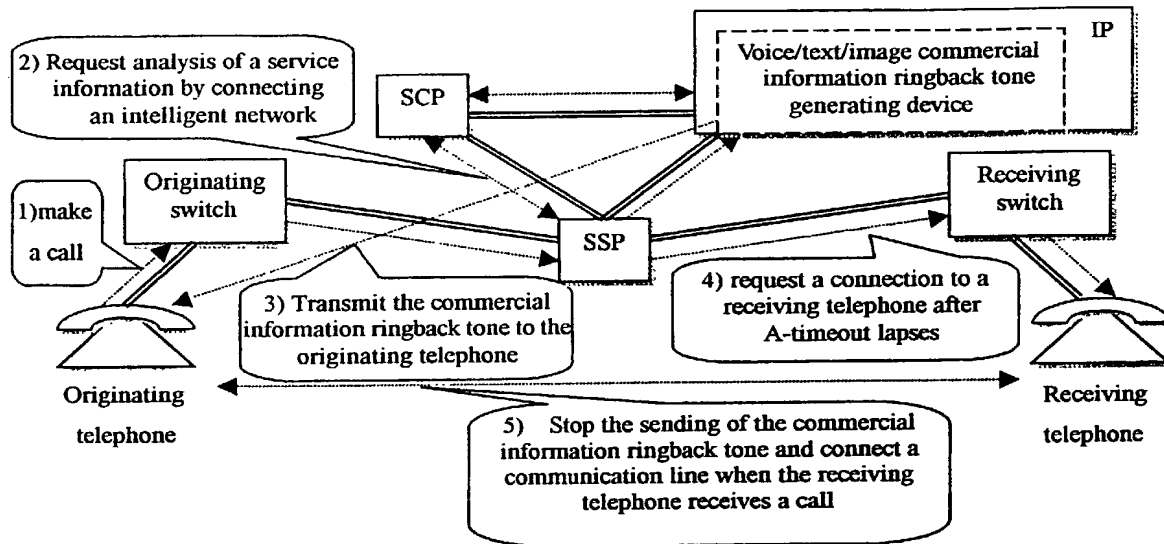 2) Request analysis of a service
information by connecting
an intelligent network
SCP
IP
Voice/text/image commercial
information ringback tone
generating device
1)make
a call
Originating
switch
SSP
Receiving
switch
3) Transmit the commercial
information ringback tone to the
originating telephone
4) request a connection to a
receiving telephone after
A-timeout lapses
Originating
telephone
Receiving
telephone
5) Stop the sending of the commercial
information ringback tone and connect a
communication line when the receiving
telephone receives a call